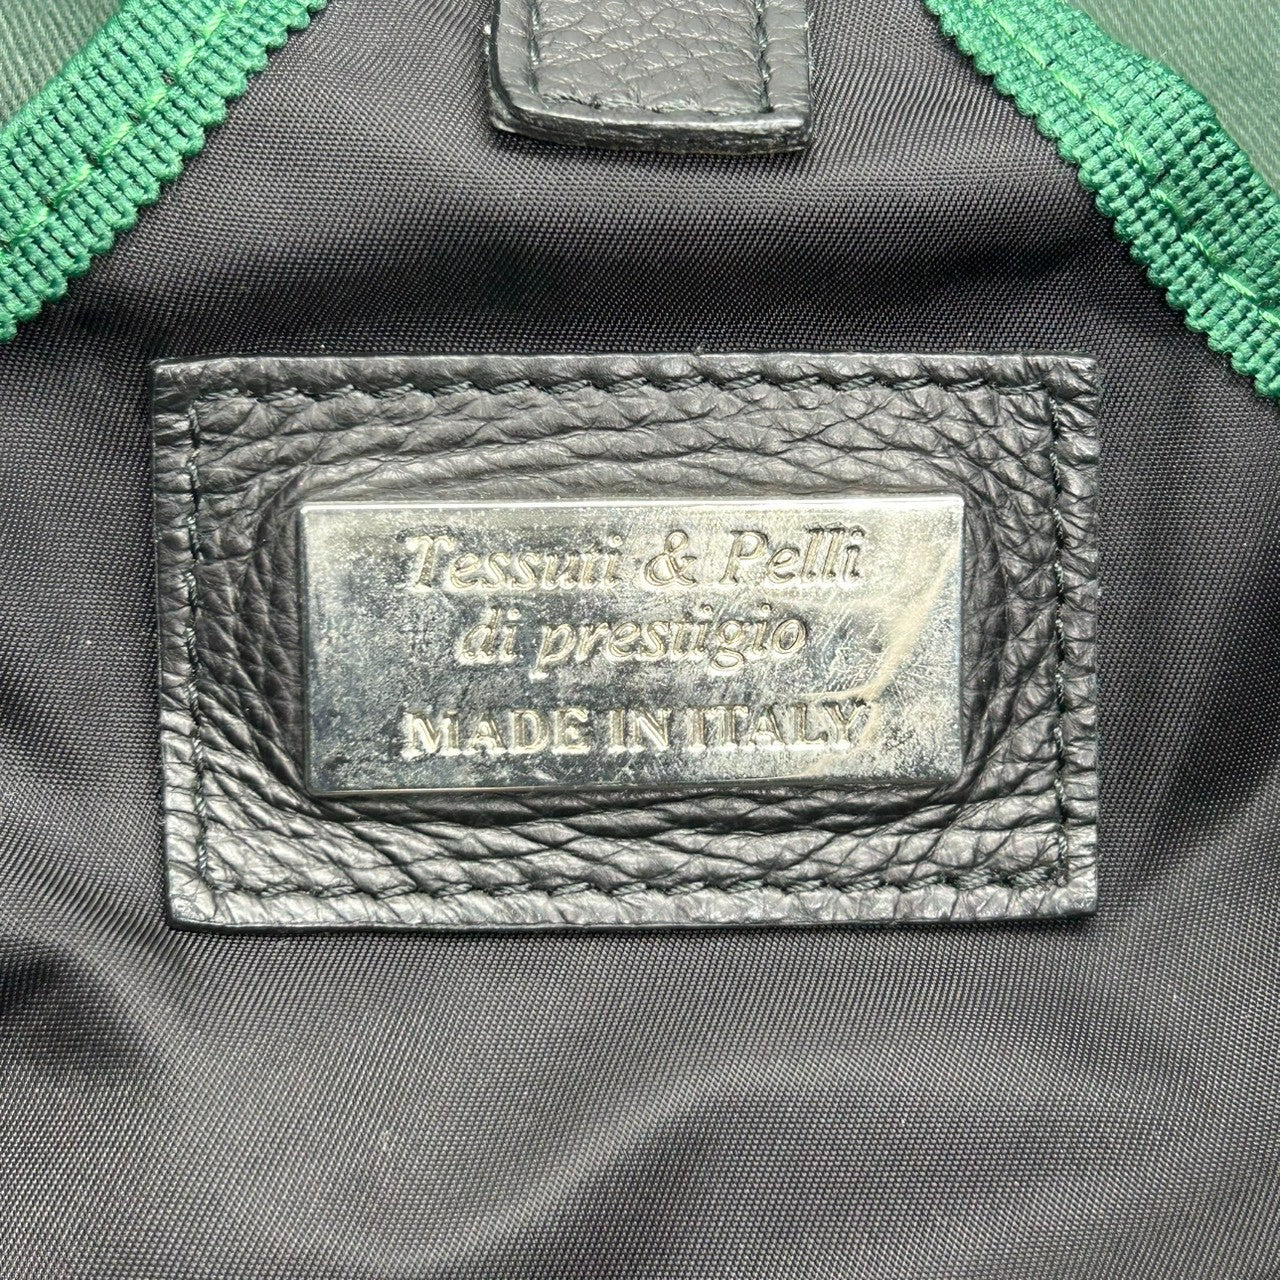 Tessuti & Pelli
di prestigio
MADE IN ITALY